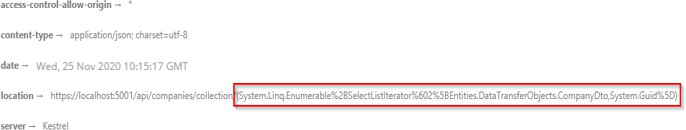 access-control-allow-origin → *
content-type → application/json; charset=utf-8
date → Wed, 25 Nov 2020 10:15:17 GMT
location → https://localhost:5001/api/companies/collection/(System.Linq.Enumerable%2BSelectListIterator%602%5BEntities.DataTransferObjects.CompanyDto,System.Guid%5D)
server → Kestrel